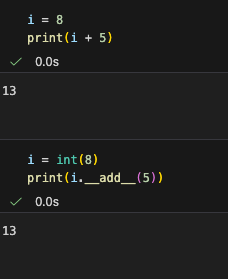 i = 8
print(i + 5)
0.0s
13
i = int(8)
print(i.__add__(5))
0.0s
13